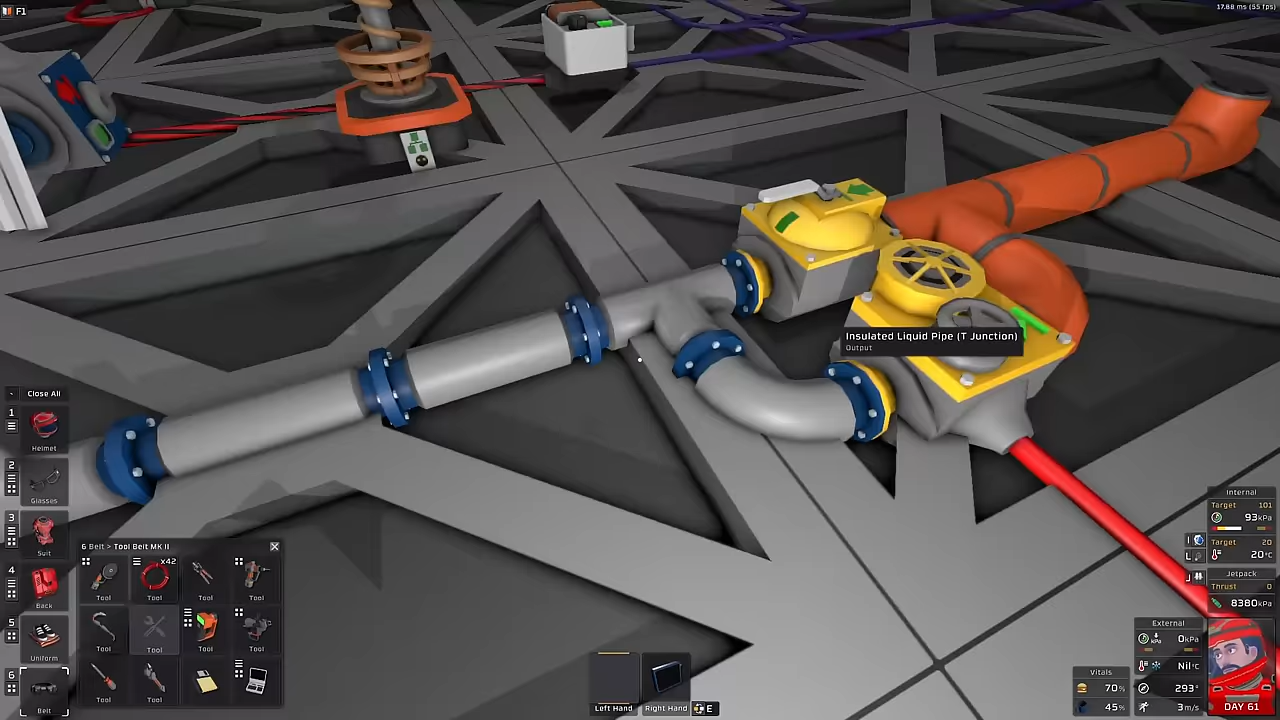 F1
17.88 ms (55 fps)
Insulated Liquid Pipe (T Junction)
Output
Close All
1
Helmet
2
Glasses
3
Suit
4
Back
5
Uniform
6
Belt
6 Belt > Tool Belt MK II
Tool
x42
Tool
Tool
Tool
Tool
Tool
Tool
Tool
Tool
Tool
Left Hand
Right Hand
E
Internal
Target 101
93kPa
Target 20
20°C
Jetpack
Thrust 0
8380kPa
External
0kPa
Nil°C
293°
3m/s
Vitals
70%
45%
DAY 61